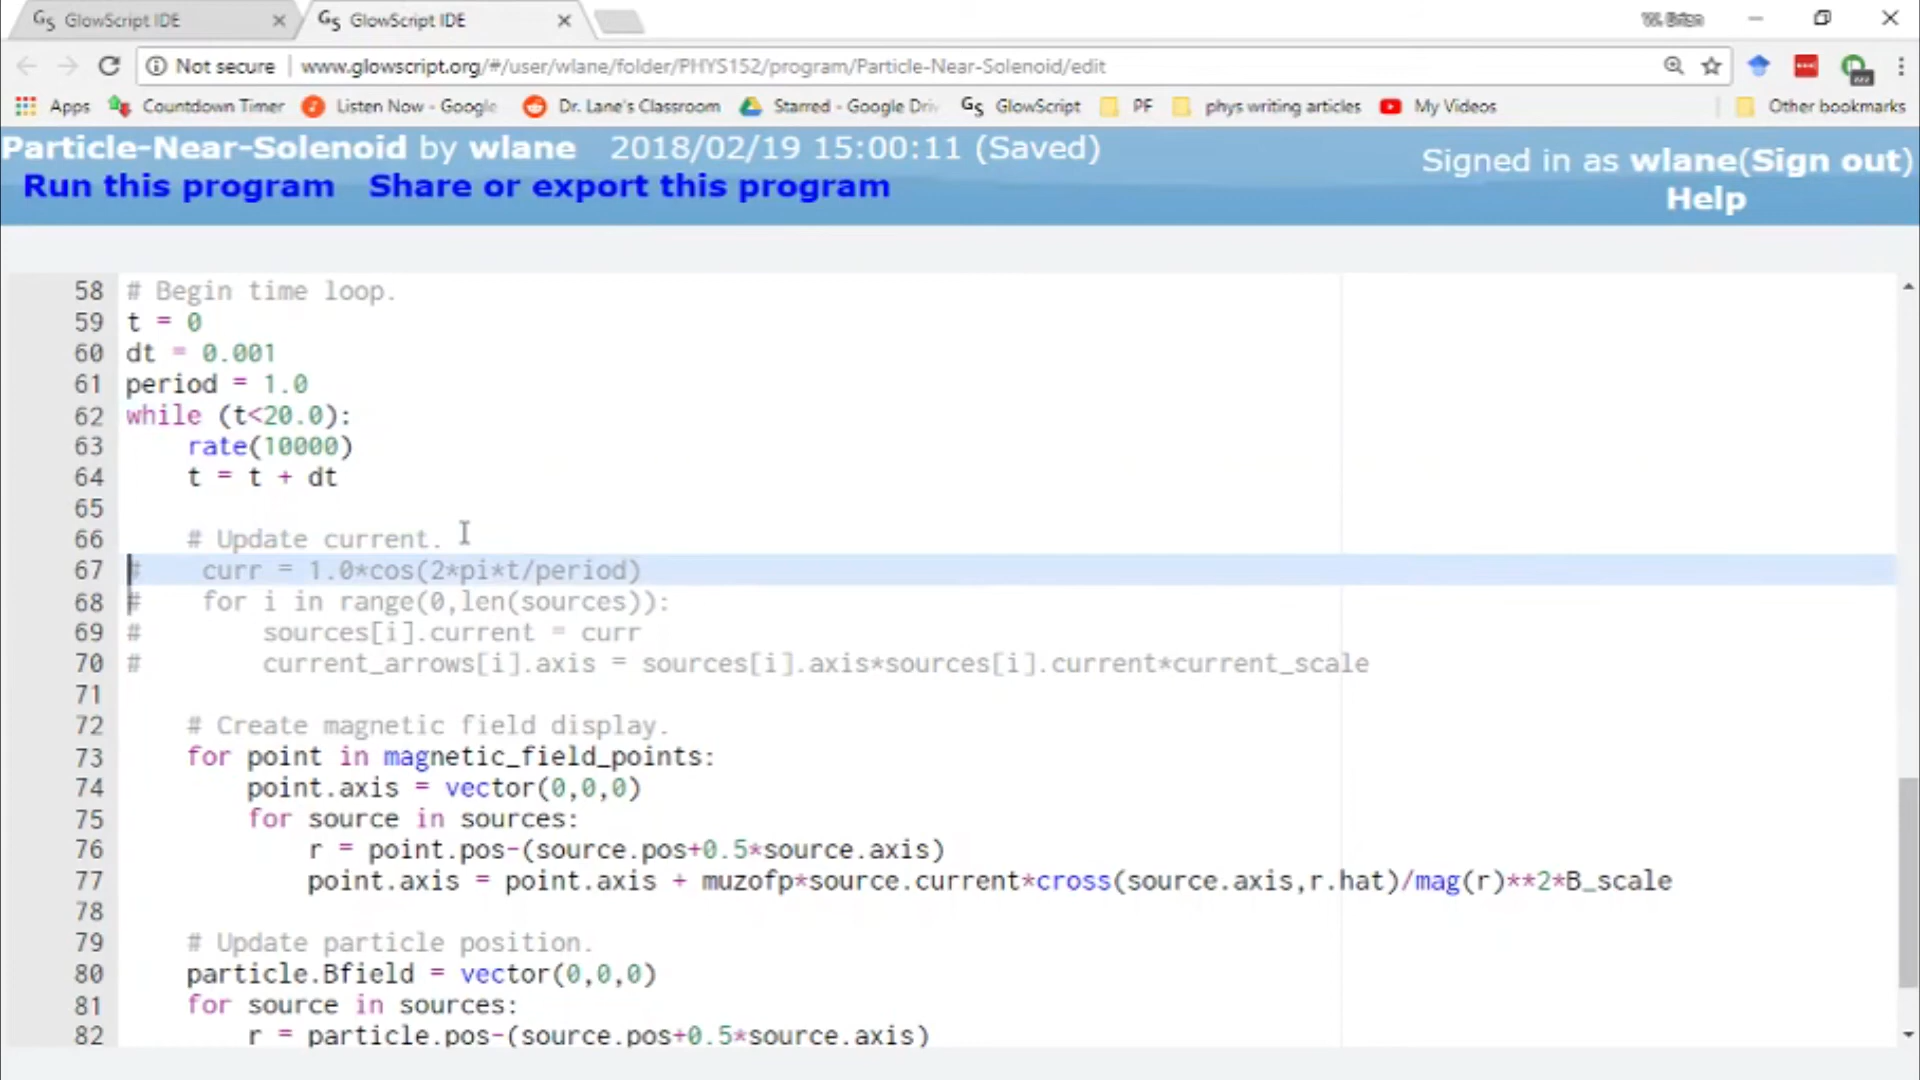 GS GlowScript IDE
GS GlowScript IDE
W. Brian
Not secure
www.glowscript.org/#/user/wlane/folder/PHYS152/program/Particle-Near-Solenoid/edit
Apps Countdown Timer Listen Now - Google Dr. Lane's Classroom Starred - Google Driv GS GlowScript PF phys writing articles My Videos Other bookmarks
Particle-Near-Solenoid by wlane 2018/02/19 15:00:11 (Saved)
Signed in as wlane(Sign out)
Run this program Share or export this program
Help
58 # Begin time loop.
59 t = 0
60 dt = 0.001
61 period = 1.0
62 while (t<20.0):
63     rate(10000)
64     t = t + dt
65
66     # Update current.
67 #    curr = 1.0*cos(2*pi*t/period)
68 #    for i in range(0,len(sources)):
69 #        sources[i].current = curr
70 #        current_arrows[i].axis = sources[i].axis*sources[i].current*current_scale
71
72     # Create magnetic field display.
73     for point in magnetic_field_points:
74         point.axis = vector(0,0,0)
75         for source in sources:
76             r = point.pos-(source.pos+0.5*source.axis)
77             point.axis = point.axis + muzofp*source.current*cross(source.axis,r.hat)/mag(r)**2*B_scale
78
79     # Update particle position.
80     particle.Bfield = vector(0,0,0)
81     for source in sources:
82         r = particle.pos-(source.pos+0.5*source.axis)